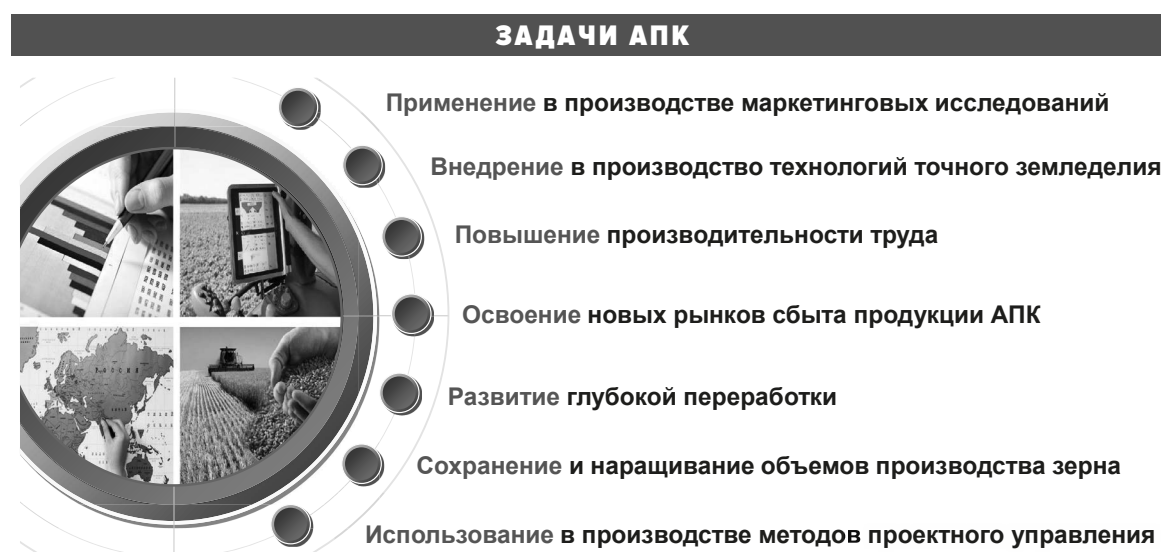 ЗАДАЧИ АПК
Применение в производстве маркетинговых исследований
Внедрение в производство технологий точного земледелия
Повышение производительности труда
Освоение новых рынков сбыта продукции АПК
Развитие глубокой переработки
Сохранение и наращивание объемов производства зерна
Использование в производстве методов проектного управления
РОССИЯ